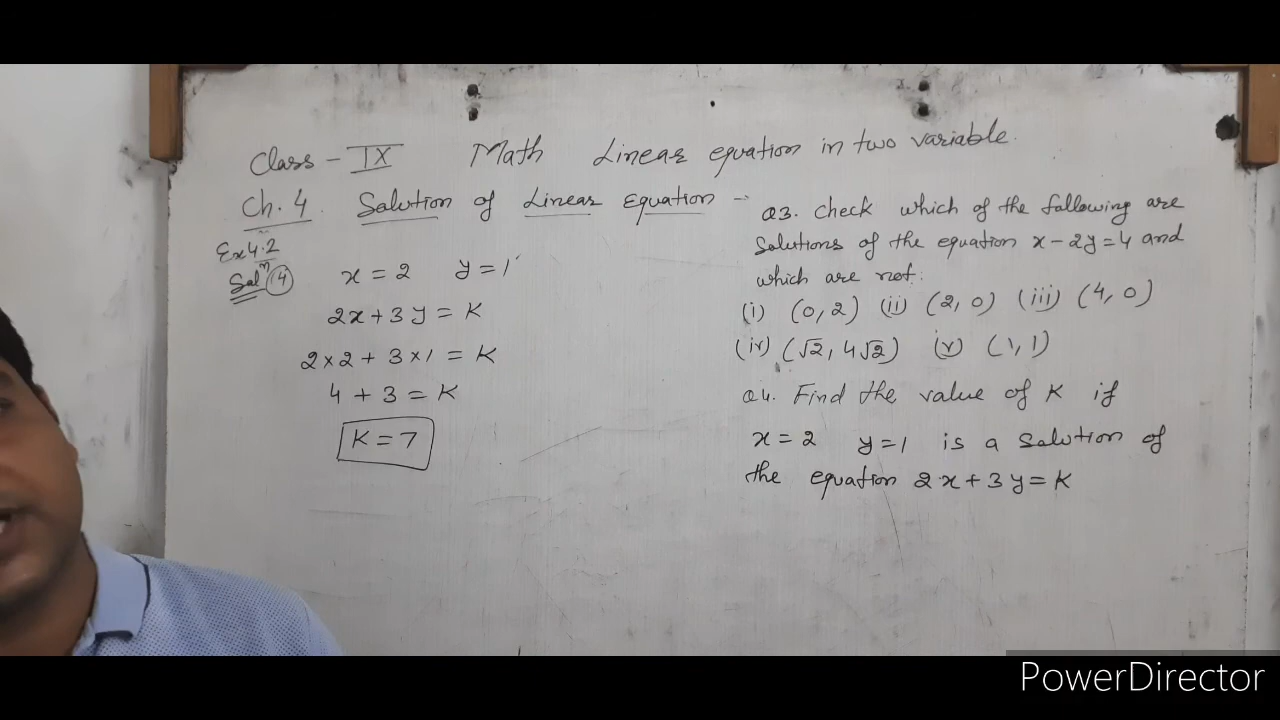 Class - IX Math Linear equation in two variable.
Ch. 4 Solution of Linear Equation -
Ex 4.2
Solⁿ (4) x = 2 y = 1
2x + 3y = K
2 × 2 + 3 × 1 = K
4 + 3 = K
K = 7
Q3. Check which of the following are
Solutions of the equation x - 2y = 4 and
which are not:
(i) (0, 2) (ii) (2, 0) (iii) (4, 0)
(iv) (√2, 4√2) (v) (1, 1)
Q4. Find the value of K if
x = 2 y = 1 is a solution of
the equation 2x + 3y = K
PowerDirector